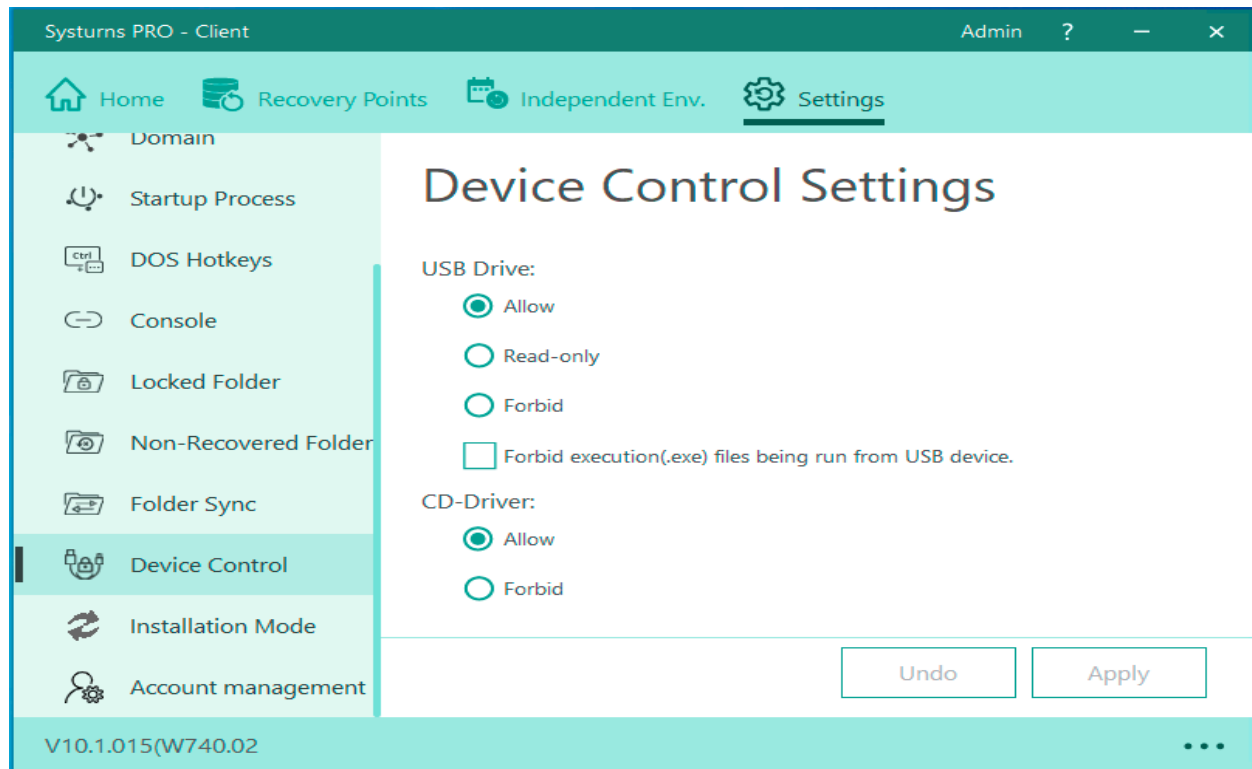 Systurns PRO - Client
Admin ? – ×
Home Recovery Points Independent Env. Settings
Domain
Startup Process
Ctrl
DOS Hotkeys
Console
Locked Folder
Non-Recovered Folder
Folder Sync
Device Control
Installation Mode
Account management
Device Control Settings
USB Drive:
Allow
Read-only
Forbid
Forbid execution(.exe) files being run from USB device.
CD-Driver:
Allow
Forbid
Undo Apply
V10.1.015(W740.02